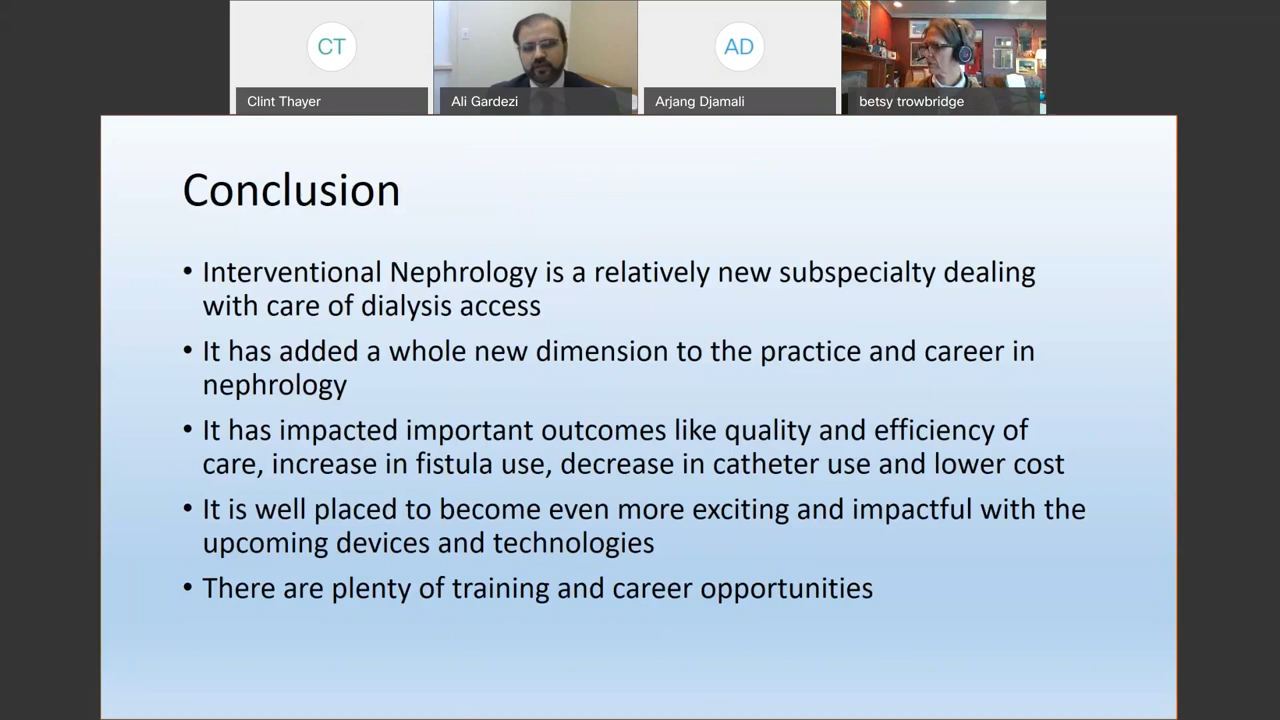 CT
AD
Clint Thayer
Ali Gardezi
Arjang Djamali
betsy trowbridge
Conclusion
• Interventional Nephrology is a relatively new subspecialty dealing
with care of dialysis access
• It has added a whole new dimension to the practice and career in
nephrology
• It has impacted important outcomes like quality and efficiency of
care, increase in fistula use, decrease in catheter use and lower cost
• It is well placed to become even more exciting and impactful with the
upcoming devices and technologies
• There are plenty of training and career opportunities